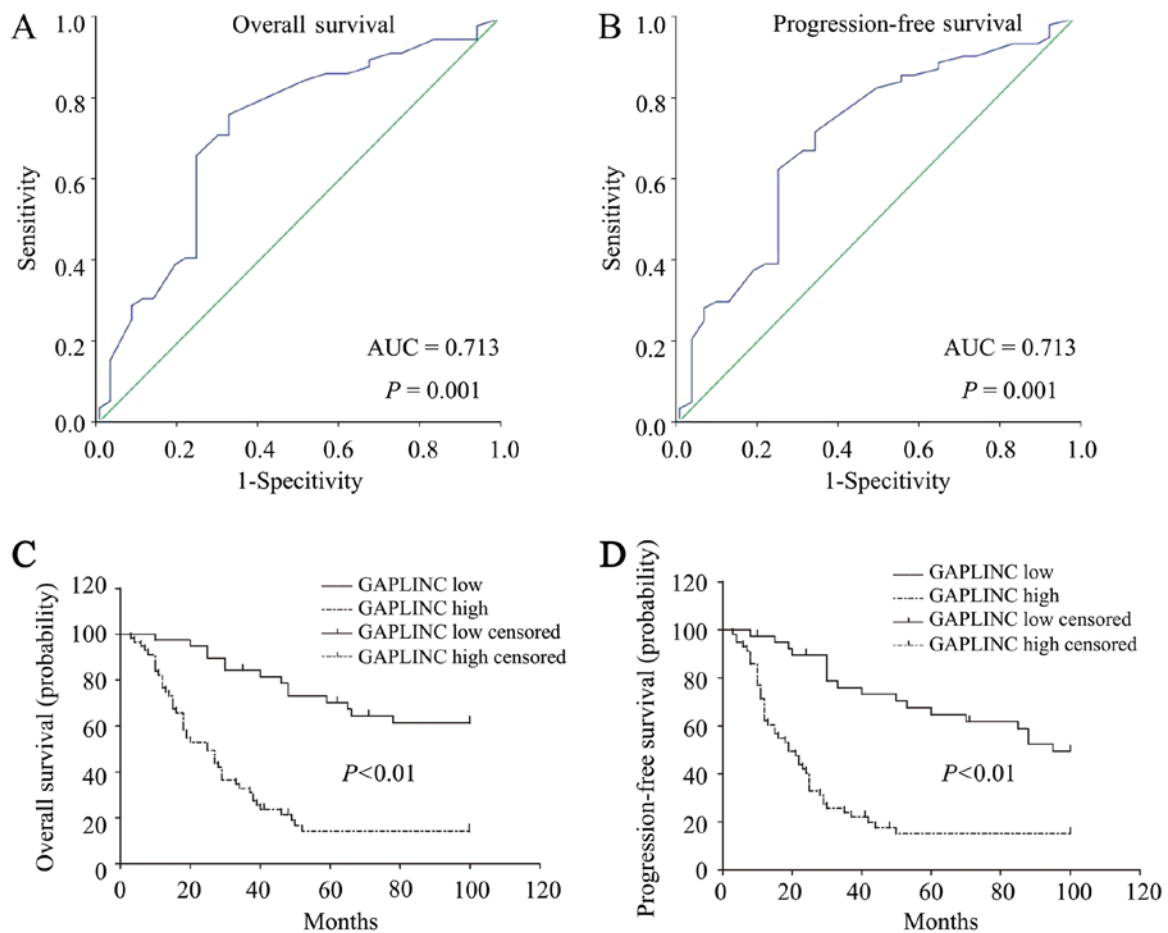 A
Overall survival
1.0
0.8
0.6
0.4
0.2
0.0
Sensitivity
AUC = 0.713
P = 0.001
0.0 0.2 0.4 0.6 0.8 1.0
1-Specitivity
B
Progression-free survival
1.0
0.8
0.6
0.4
0.2
0.0
Sensitivity
AUC = 0.713
P = 0.001
0.0 0.2 0.4 0.6 0.8 1.0
1-Specitivity
C
Overall survival (probability)
120
100
80
60
40
20
0
GAPLINC low
GAPLINC high
GAPLINC low censored
GAPLINC high censored
P<0.01
0 20 40 60 80 100 120
Months
D
Progression-free survival (probability)
120
100
80
60
40
20
0
GAPLINC low
GAPLINC high
GAPLINC low censored
GAPLINC high censored
P<0.01
0 20 40 60 80 100 120
Months